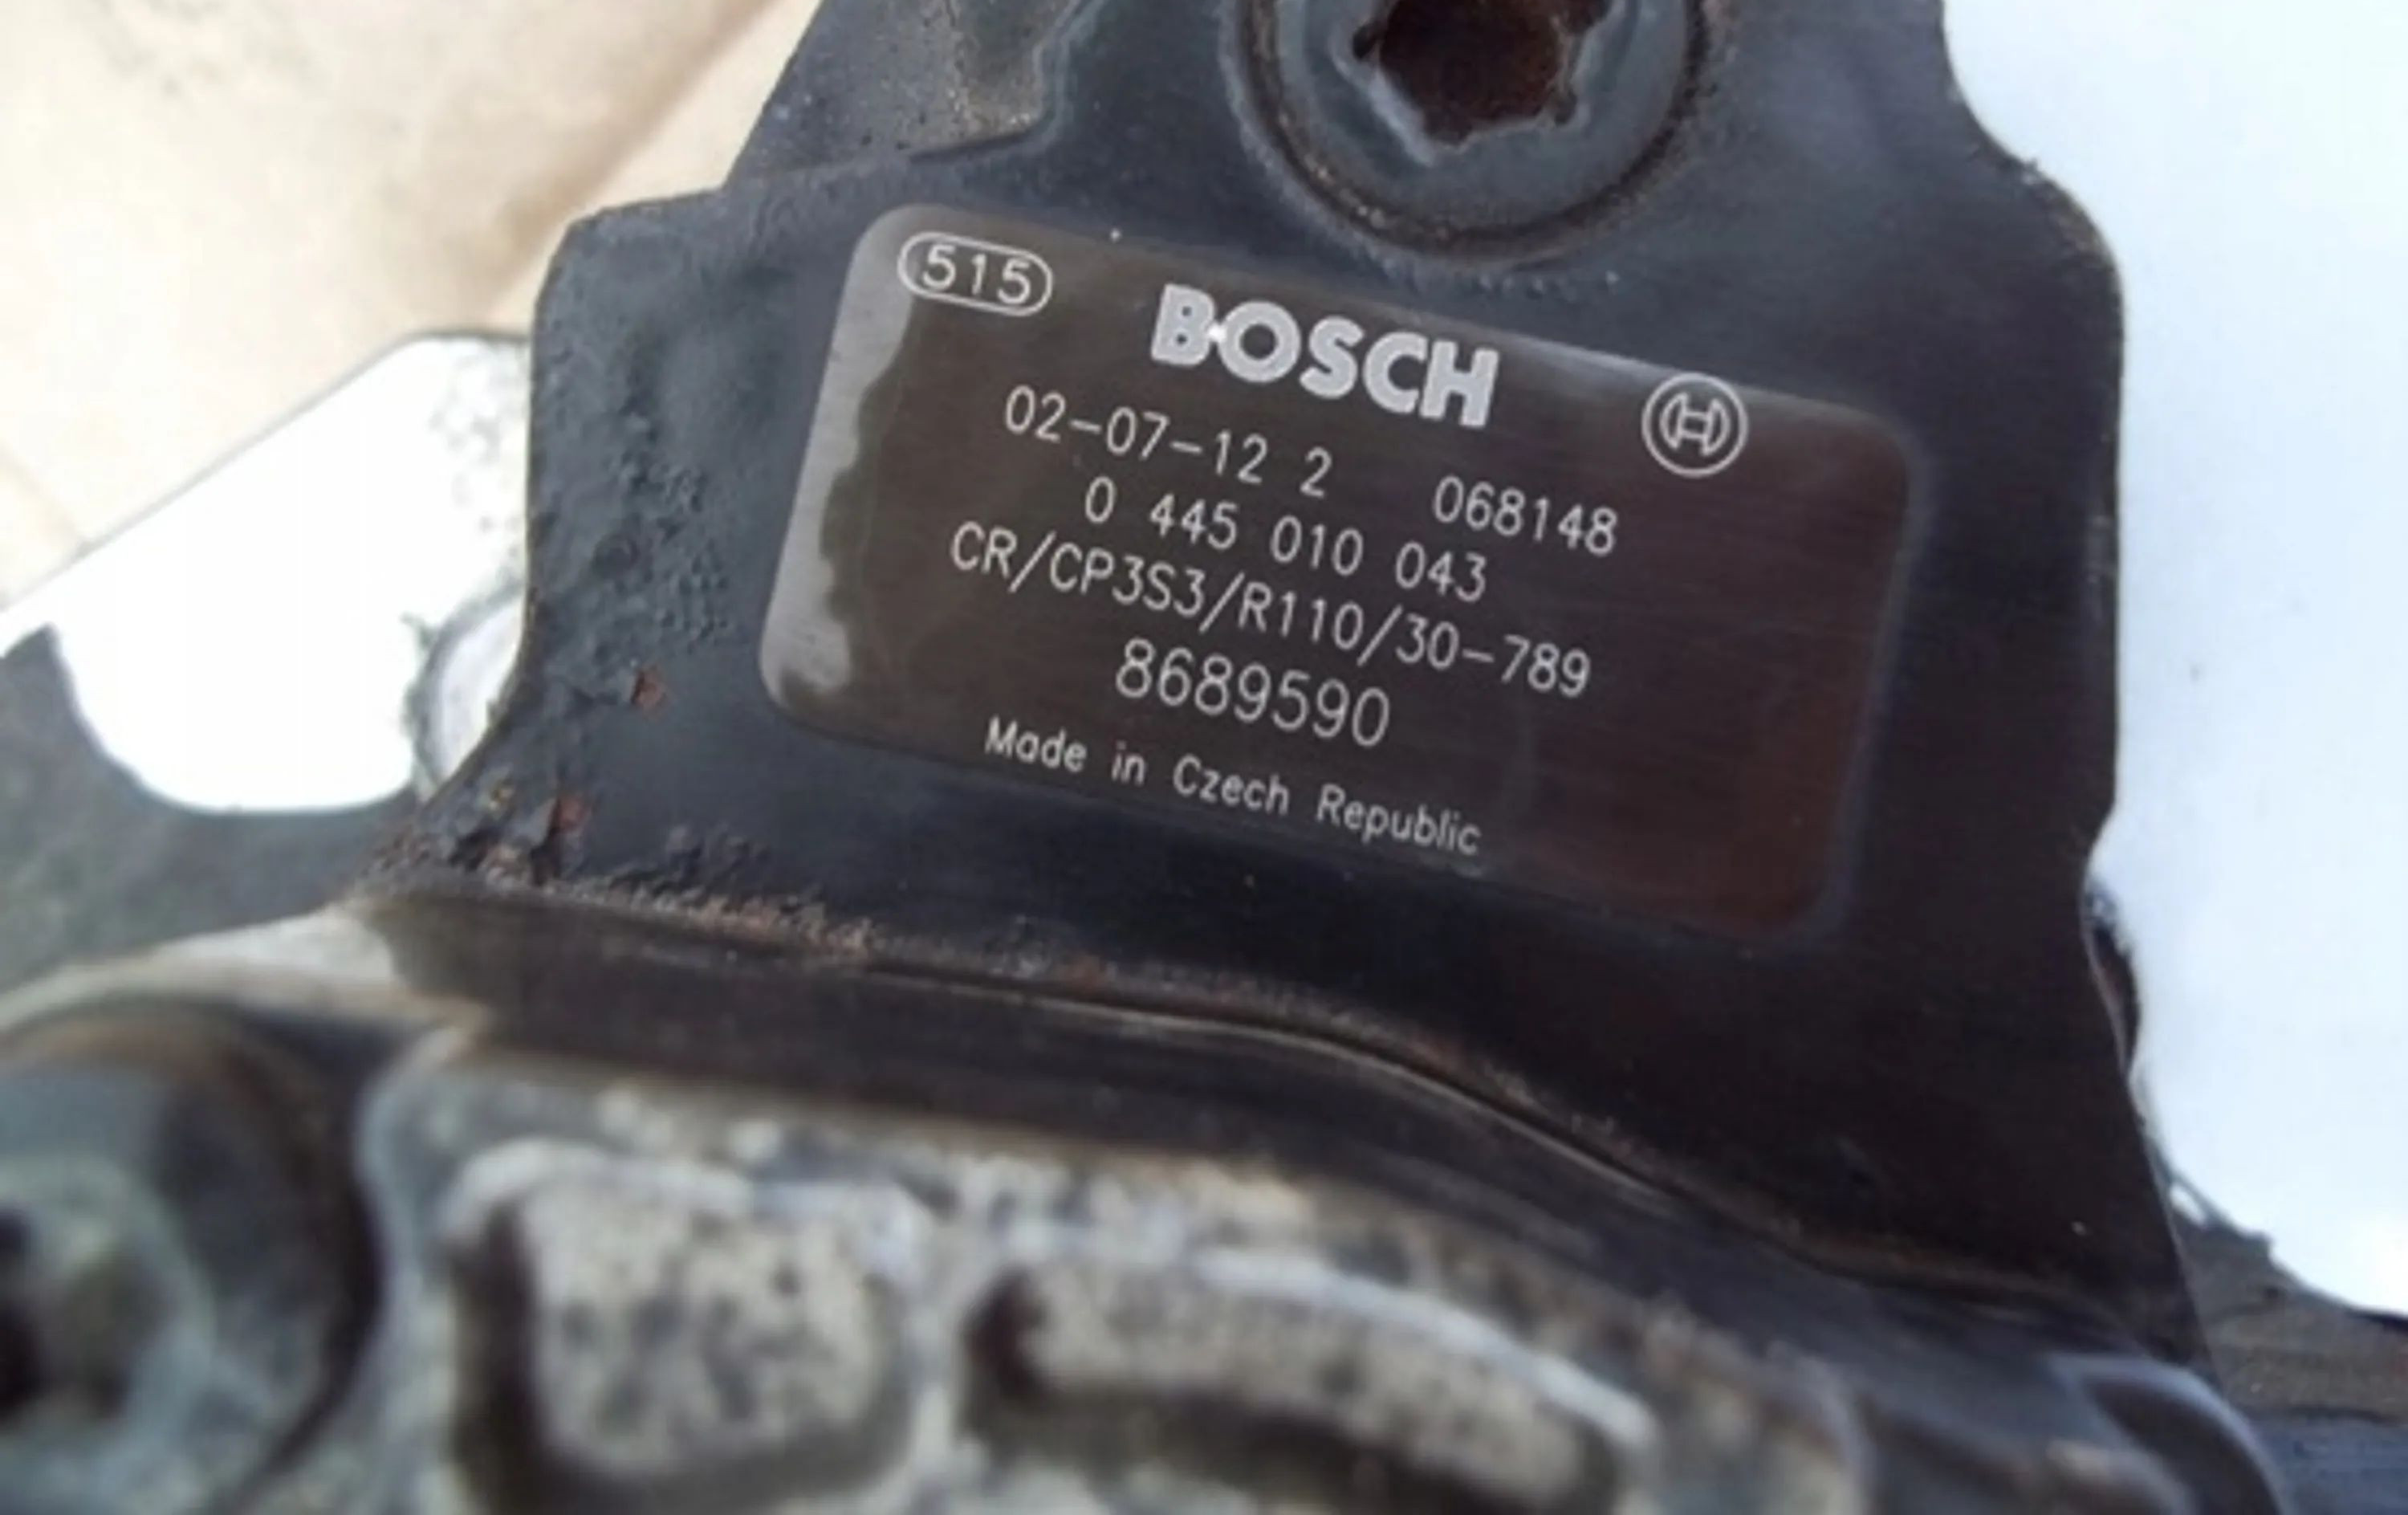 515
BOSCH
02-07-12 2 068148
0 445 010 043
CR/CP3S3/R110/30-789
8689590
Made in Czech Republic